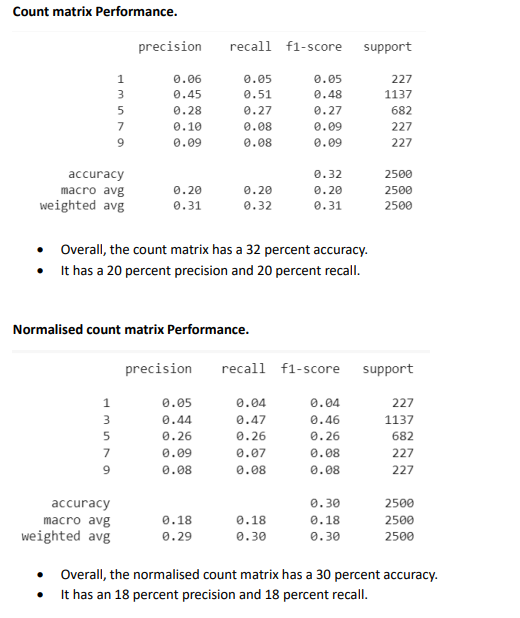 Count matrix Performance.
precision recall f1-score support
1 0.06 0.05 0.05 227
3 0.45 0.51 0.48 1137
5 0.28 0.27 0.27 682
7 0.10 0.08 0.09 227
9 0.09 0.08 0.09 227
accuracy 0.32 2500
macro avg 0.20 0.20 0.20 2500
weighted avg 0.31 0.32 0.31 2500
• Overall, the count matrix has a 32 percent accuracy.
• It has a 20 percent precision and 20 percent recall.
Normalised count matrix Performance.
precision recall f1-score support
1 0.05 0.04 0.04 227
3 0.44 0.47 0.46 1137
5 0.26 0.26 0.26 682
7 0.09 0.07 0.08 227
9 0.08 0.08 0.08 227
accuracy 0.30 2500
macro avg 0.18 0.18 0.18 2500
weighted avg 0.29 0.30 0.30 2500
• Overall, the normalised count matrix has a 30 percent accuracy.
• It has an 18 percent precision and 18 percent recall.